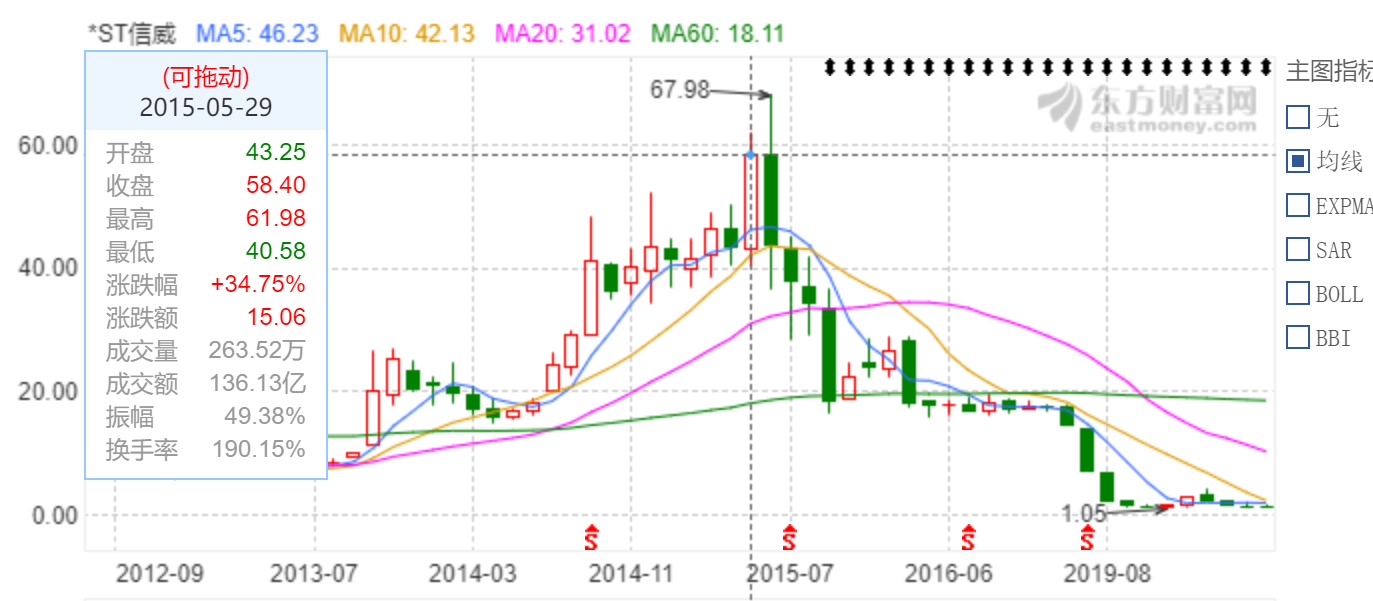 *ST信威 MA5: 46.23 MA10: 42.13 MA20: 31.02 MA60: 18.11
(可拖动)
2015-05-29
开盘 43.25
收盘 58.40
最高 61.98
最低 40.58
涨跌幅 +34.75%
涨跌额 15.06
成交量 263.52万
成交额 136.13亿
振幅 49.38%
换手率 190.15%
60.00
40.00
20.00
0.00
67.98
东方财富网
eastmoney.com
1.05
S S S S
2012-09 2013-07 2014-03 2014-11 2015-07 2016-06 2019-08
主图指标
无
均线
EXPMA
SAR
BOLL
BBI